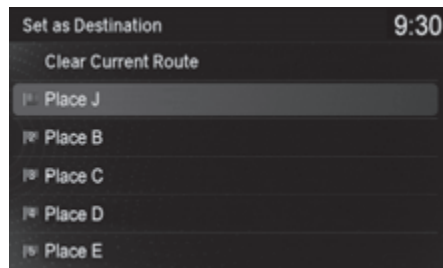 Set as Destination 9:30
Clear Current Route
Place J
Place B
Place C
Place D
Place E